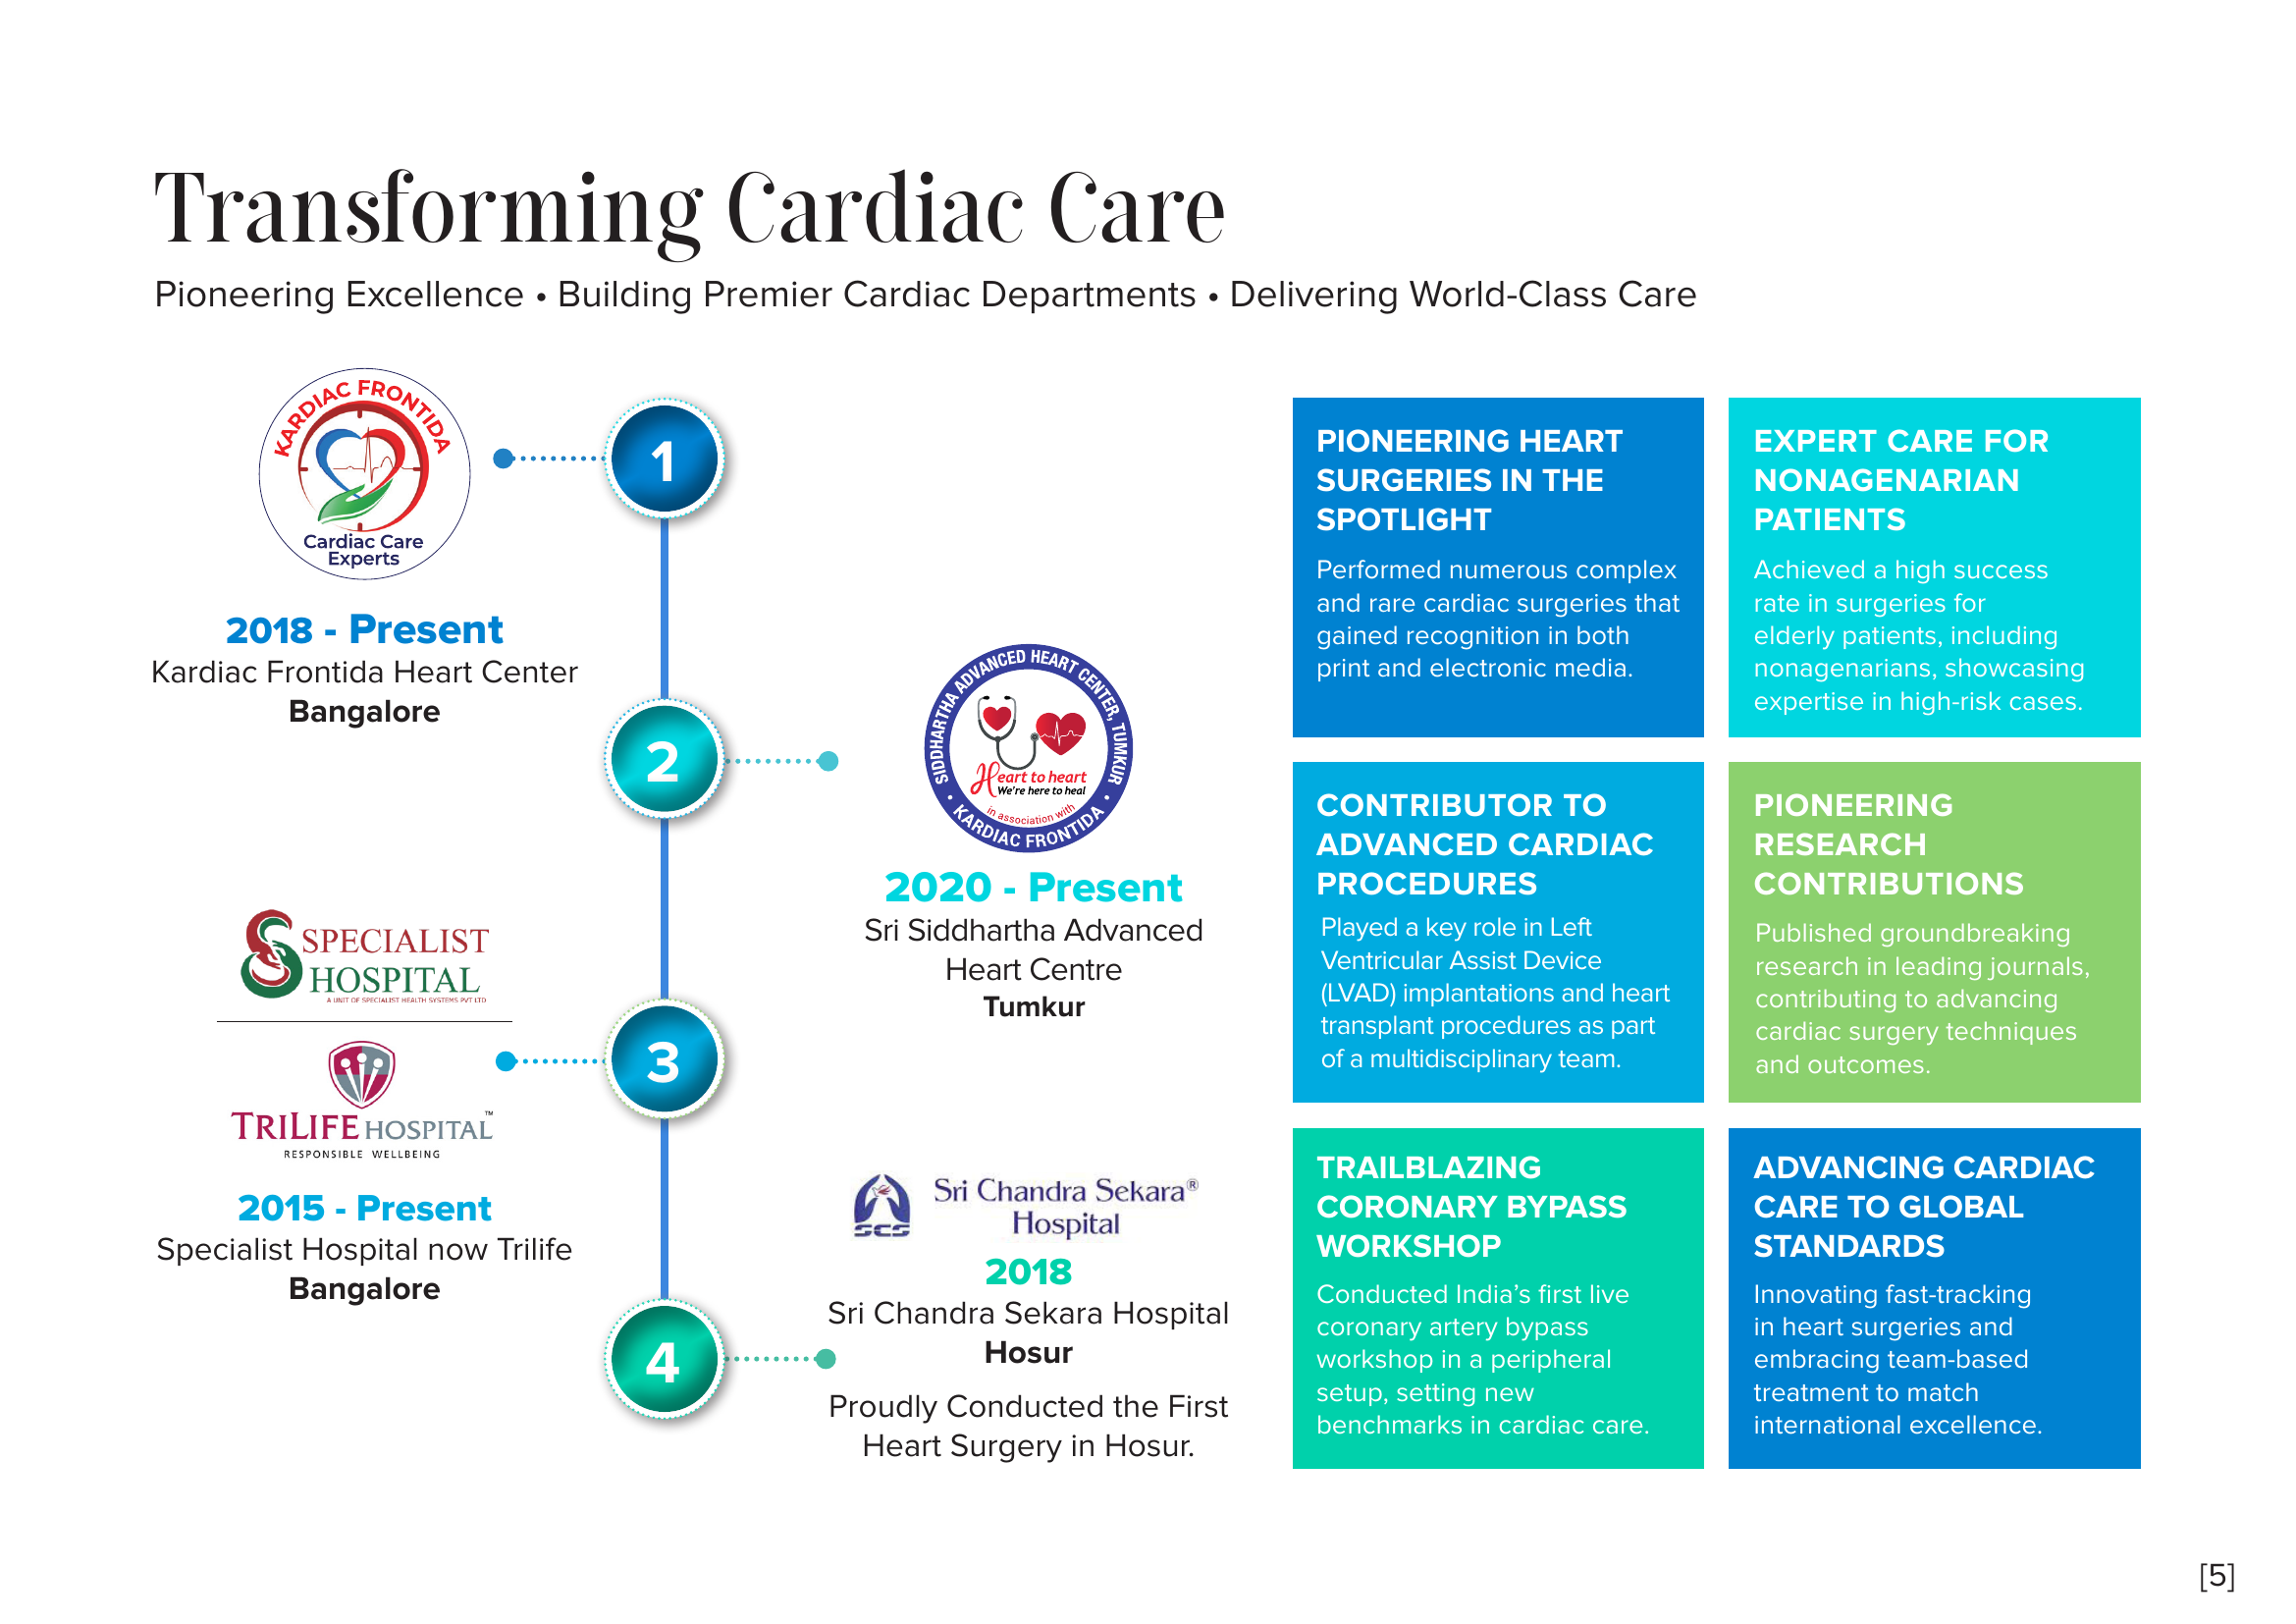 Transforming Cardiac Care
Pioneering Excellence • Building Premier Cardiac Departments • Delivering World-Class Care
KARDIAC FRONTIDA
Cardiac Care
Experts
1
2018 - Present
Kardiac Frontida Heart Center
Bangalore
2
SIDDHARTHA ADVANCED HEART CENTER, TUMKUR
Heart to heart
We're here to heal
in association with
• KARDIAC FRONTIDA •
2020 - Present
Sri Siddhartha Advanced
Heart Centre
Tumkur
SPECIALIST
HOSPITAL
A UNIT OF SPECIALIST HEALTH SYSTEMS PVT LTD
3
TRILIFE HOSPITAL™
RESPONSIBLE WELLBEING
2015 - Present
Specialist Hospital now Trilife
Bangalore
4
SCS
Sri Chandra Sekara®
Hospital
2018
Sri Chandra Sekara Hospital
Hosur
Proudly Conducted the First
Heart Surgery in Hosur.
PIONEERING HEART
SURGERIES IN THE
SPOTLIGHT
Performed numerous complex
and rare cardiac surgeries that
gained recognition in both
print and electronic media.
EXPERT CARE FOR
NONAGENARIAN
PATIENTS
Achieved a high success
rate in surgeries for
elderly patients, including
nonagenarians, showcasing
expertise in high-risk cases.
CONTRIBUTOR TO
ADVANCED CARDIAC
PROCEDURES
Played a key role in Left
Ventricular Assist Device
(LVAD) implantations and heart
transplant procedures as part
of a multidisciplinary team.
PIONEERING
RESEARCH
CONTRIBUTIONS
Published groundbreaking
research in leading journals,
contributing to advancing
cardiac surgery techniques
and outcomes.
TRAILBLAZING
CORONARY BYPASS
WORKSHOP
Conducted India’s first live
coronary artery bypass
workshop in a peripheral
setup, setting new
benchmarks in cardiac care.
ADVANCING CARDIAC
CARE TO GLOBAL
STANDARDS
Innovating fast-tracking
in heart surgeries and
embracing team-based
treatment to match
international excellence.
[5]